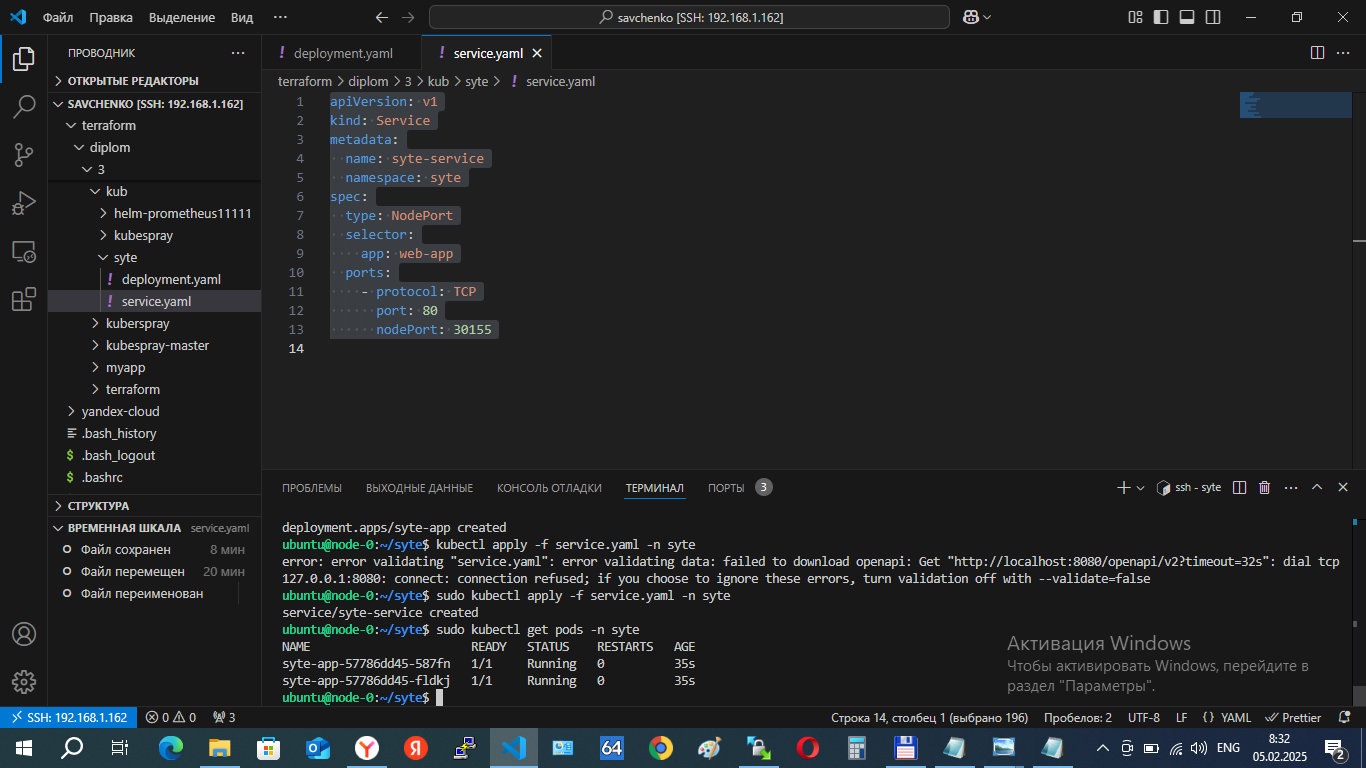 Файл Правка Выделение Вид ··· savchenko [SSH: 192.168.1.162]
ПРОВОДНИК ···
ОТКРЫТЫЕ РЕДАКТОРЫ
SAVCHENKO [SSH: 192.168.1.162]
terraform
diplom
3
kub
helm-prometheus11111
kubespray
syte
! deployment.yaml
! service.yaml
kuberspray
kubespray-master
myapp
terraform
yandex-cloud
.bash_history
$ .bash_logout
$ .bashrc
СТРУКТУРА
ВРЕМЕННАЯ ШКАЛА service.yaml
Файл сохранен 8 мин
Файл перемещен 20 мин
Файл переименован
! deployment.yaml ! service.yaml
terraform > diplom > 3 > kub > syte > ! service.yaml
1 apiVersion: v1
2 kind: Service
3 metadata:
4   name: syte-service
5   namespace: syte
6 spec:
7   type: NodePort
8   selector:
9     app: web-app
10   ports:
11     - protocol: TCP
12       port: 80
13       nodePort: 30155
14
ПРОБЛЕМЫ ВЫХОДНЫЕ ДАННЫЕ КОНСОЛЬ ОТЛАДКИ ТЕРМИНАЛ ПОРТЫ 3 ssh - syte
deployment.apps/syte-app created
ubuntu@node-0:~/syte$ kubectl apply -f service.yaml -n syte
error: error validating "service.yaml": error validating data: failed to download openapi: Get "http://localhost:8080/openapi/v2?timeout=32s": dial tcp
127.0.0.1:8080: connect: connection refused; if you choose to ignore these errors, turn validation off with --validate=false
ubuntu@node-0:~/syte$ sudo kubectl apply -f service.yaml -n syte
service/syte-service created
ubuntu@node-0:~/syte$ sudo kubectl get pods -n syte
NAME READY STATUS RESTARTS AGE
syte-app-57786dd45-587fn 1/1 Running 0 35s
syte-app-57786dd45-fldkj 1/1 Running 0 35s
ubuntu@node-0:~/syte$
Активация Windows
Чтобы активировать Windows, перейдите в
раздел "Параметры".
SSH: 192.168.1.162 0 0 3 Строка 14, столбец 1 (выбрано 196) Пробелов: 2 UTF-8 LF {} YAML Prettier
64 ENG 8:32
05.02.2025 2